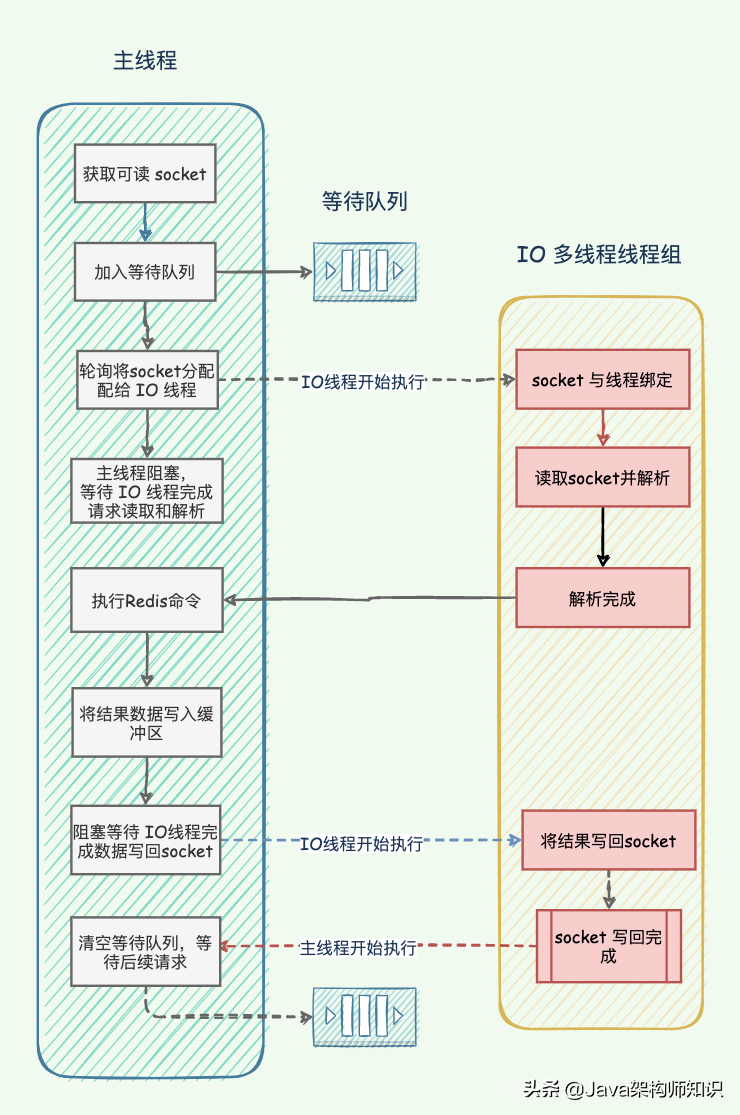 主线程
获取可读 socket
等待队列
加入等待队列
IO 多线程线程组
轮询将socket分配
配给 IO 线程
IO线程开始执行
socket 与线程绑定
主线程阻塞，
等待 IO 线程完成
请求读取和解析
读取socket并解析
执行Redis命令
解析完成
将结果数据写入缓
冲区
阻塞等待 IO线程完
成数据写回socket
IO线程开始执行
将结果写回socket
清空等待队列，等
待后续请求
主线程开始执行
socket 写回完
成
头条 @Java架构师知识